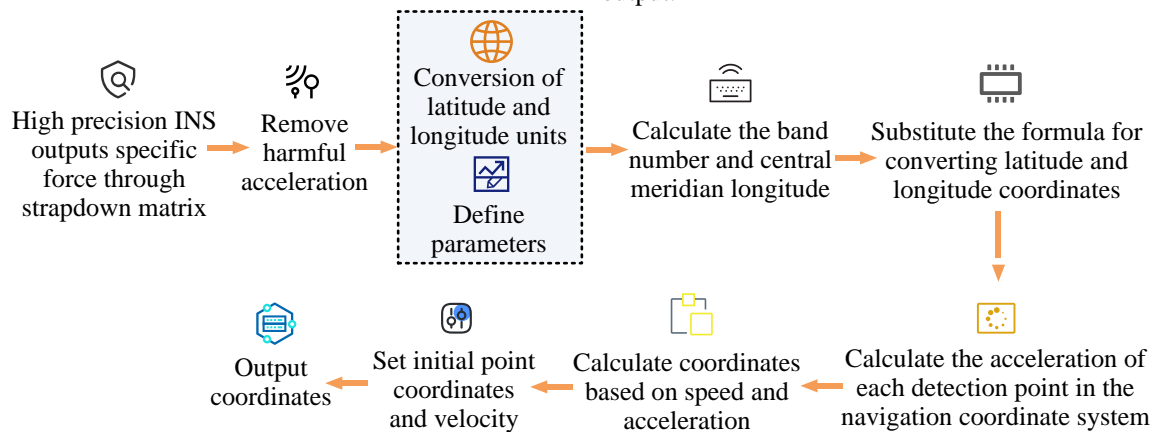 High precision INS
outputs specific
force through
strapdown matrix
Remove
harmful
acceleration
Conversion of
latitude and
longitude units
Define
parameters
Calculate the band
number and central
meridian longitude
Substitute the formula for
converting latitude and
longitude coordinates
Calculate the acceleration of
each detection point in the
navigation coordinate system
Calculate coordinates
based on speed and
acceleration
Set initial point
coordinates
and velocity
Output
coordinates